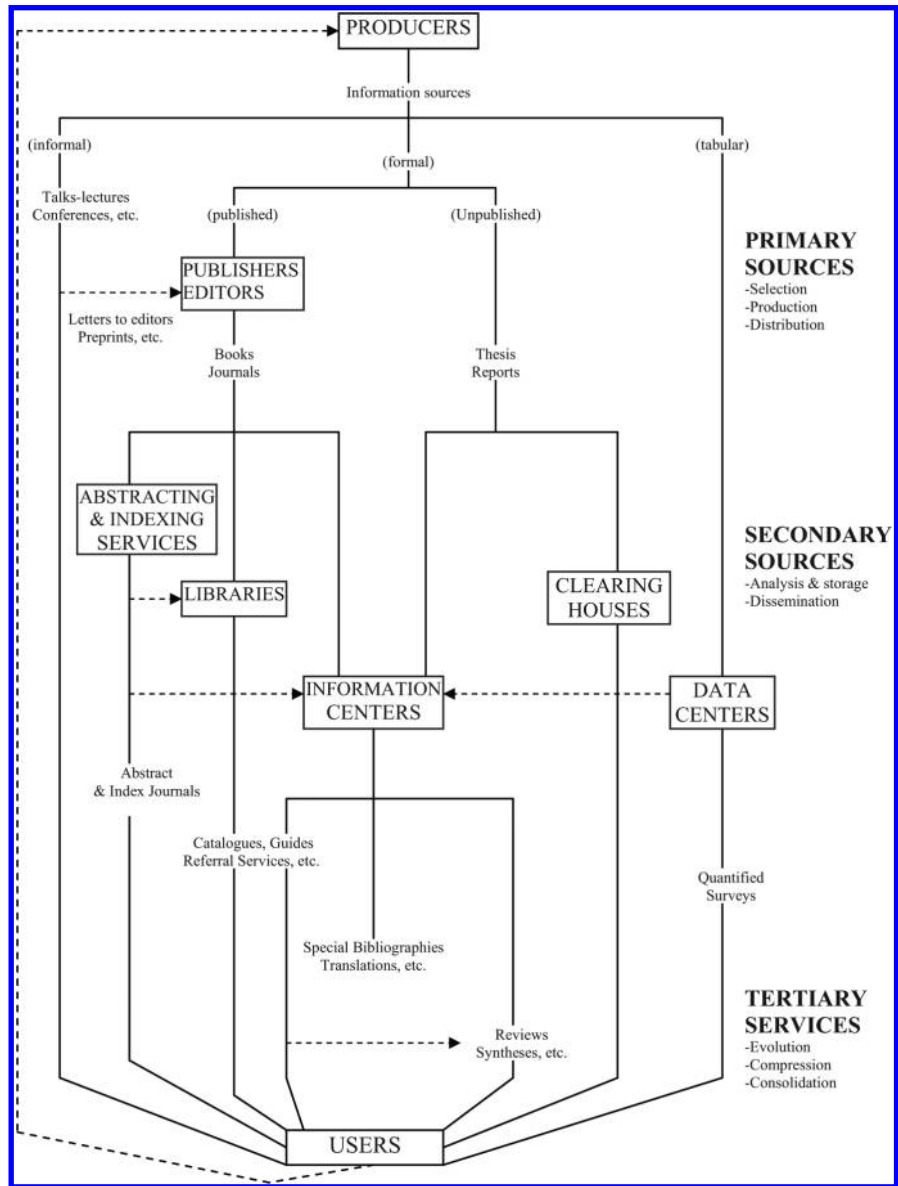 PRODUCERS
Information sources
(informal)
(formal)
(tabular)
Talks-lectures
Conferences, etc.
(published)
(Unpublished)
PRIMARY
SOURCES
-Selection
-Production
-Distribution
PUBLISHERS
EDITORS
Letters to editors
Preprints, etc.
Books
Journals
Thesis
Reports
ABSTRACTING
& INDEXING
SERVICES
LIBRARIES
CLEARING
HOUSES
SECONDARY
SOURCES
-Analysis & storage
-Dissemination
INFORMATION
CENTERS
DATA
CENTERS
Abstract
& Index Journals
Catalogues, Guides
Referral Services, etc.
Quantified
Surveys
Special Bibliographies
Translations, etc.
Reviews
Syntheses, etc.
TERTIARY
SERVICES
-Evolution
-Compression
-Consolidation
USERS